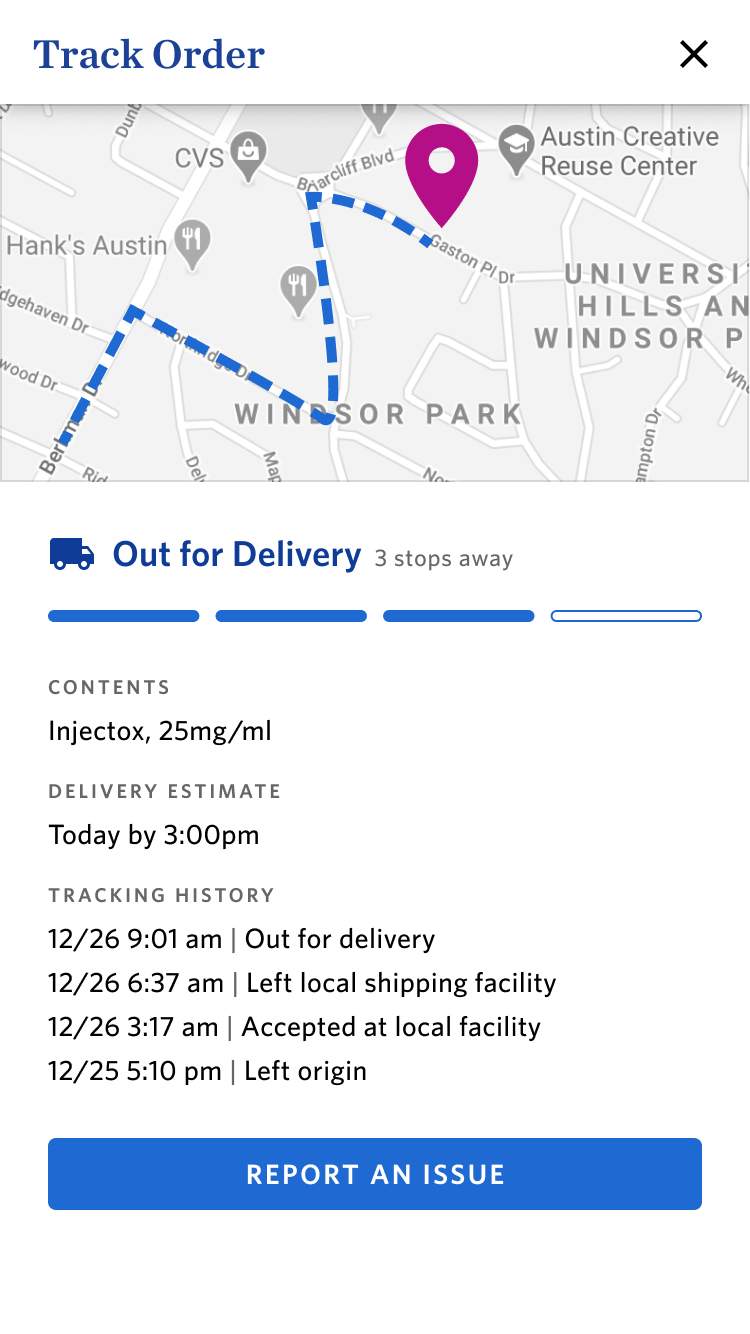 Track Order
Dunb
CVS
Briarcliff Blvd
Austin Creative
Reuse Center
Hank's Austin
Gaston Pl Dr
UNIVERSI
HILLS AN
WINDSOR P
dgehaven Dr
Northridge Dr
wood Dr
Who
WINDSOR PARK
Berkman Dr
ampton Dr
Rid
Del
Map
No
Out for Delivery 3 stops away
CONTENTS
Injectox, 25mg/ml
DELIVERY ESTIMATE
Today by 3:00pm
TRACKING HISTORY
12/26 9:01 am | Out for delivery
12/26 6:37 am | Left local shipping facility
12/26 3:17 am | Accepted at local facility
12/25 5:10 pm | Left origin
REPORT AN ISSUE